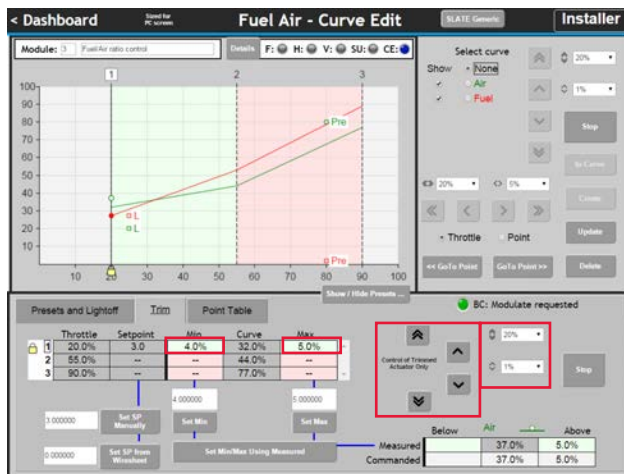 < Dashboard
Sized for
PC screen
Fuel Air - Curve Edit
SLATE Generic
Installer
Module: 3 Fuel/Air ratio control
Details
F: H: V: SU: CE:
Select curve
Show
None
Air
Fuel
20%
1%
Stop
1 2 3
100
90
80
70
60
50
40
30
20
10
Pre
L
L
Pre
10 20 30 40 50 60 70 80 90 100
20% 5%
Throttle Point
<< GoTo Point GoTo Point >>
Create
Update
Delete
Show / Hide Presets ...
Presets and Lightoff Trim Point Table
BC: Modulate requested
Throttle Setpoint Min Curve Max
1 20.0% 3.0 4.0% 32.0% 5.0%
2 55.0% -- -- 44.0% --
3 90.0% -- -- 77.0% --
Control of Trimmed
Actuator Only
20%
1%
Stop
4.000000 5.000000
3.000000 Set SP
Manually
Set Min Set Max
0.000000 Set SP from
Wiresheet
Set Min/Max Using Measured
Below Air Above
Measured 37.0% 5.0%
Commanded 37.0% 5.0%